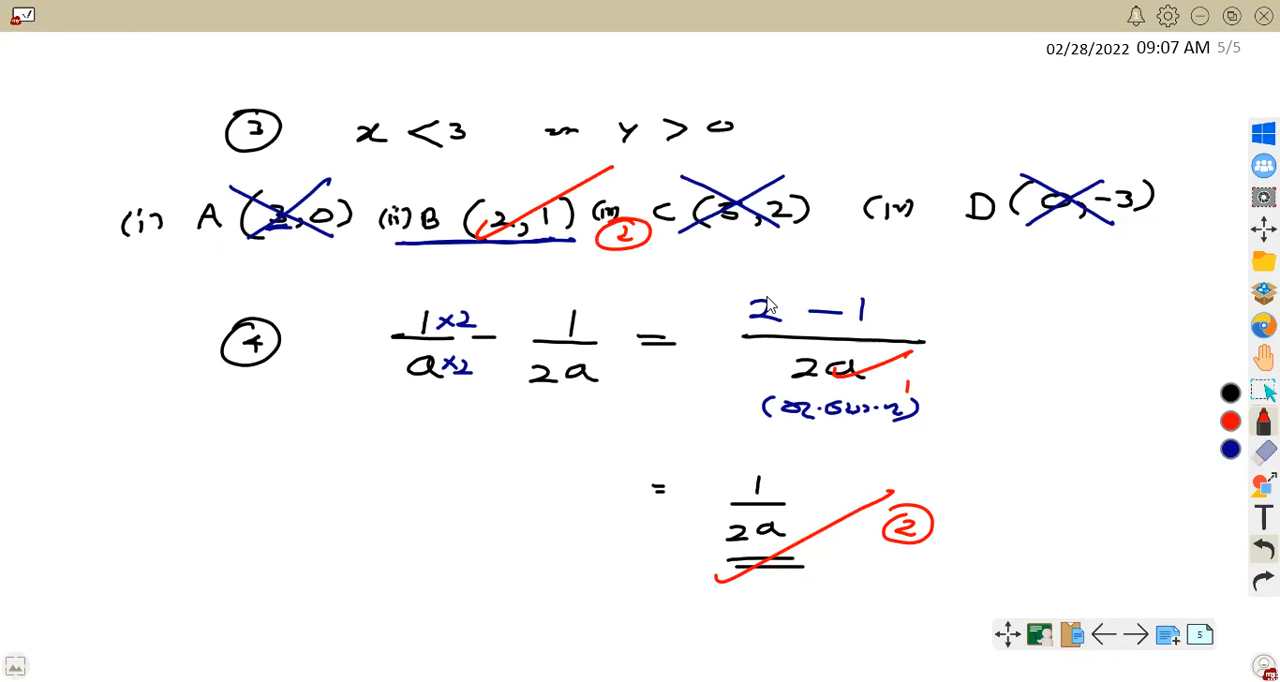 02/28/2022 09:07 AM 5/5
③ x < 3 y > 0
(i) A (3, 0) (ii) B (2, 1) (iii) C (3, 2) (iv) D (0, -3)
②
④ 1×2/a×2 - 1/2a = 2 - 1/2a
1
= 1/2a ②
5